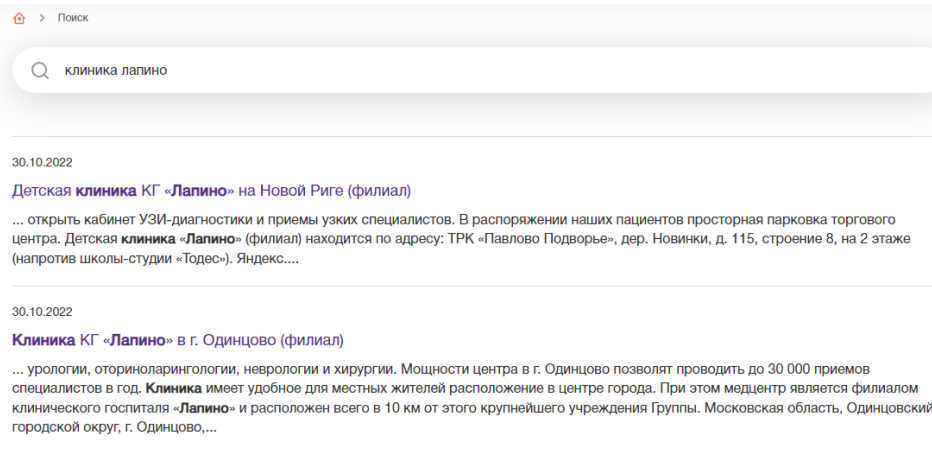 > Поиск
клиника лапино
30.10.2022
Детская клиника КГ «Лапино» на Новой Риге (филиал)
... открыть кабинет УЗИ-диагностики и приемы узких специалистов. В распоряжении наших пациентов просторная парковка торгового
центра. Детская клиника «Лапино» (филиал) находится по адресу: ТРК «Павлово Подворье», дер. Новинки, д. 115, строение 8, на 2 этаже
(напротив школы-студии «Тодес»). Яндекс....
30.10.2022
Клиника КГ «Лапино» в г. Одинцово (филиал)
... урологии, оториноларингологии, неврологии и хирургии. Мощности центра в г. Одинцово позволят проводить до 30 000 приемов
специалистов в год. Клиника имеет удобное для местных жителей расположение в центре города. При этом медцентр является филиалом
клинического госпиталя «Лапино» и расположен всего в 10 км от этого крупнейшего учреждения Группы. Московская область, Одинцовский
городской округ, г. Одинцово,...